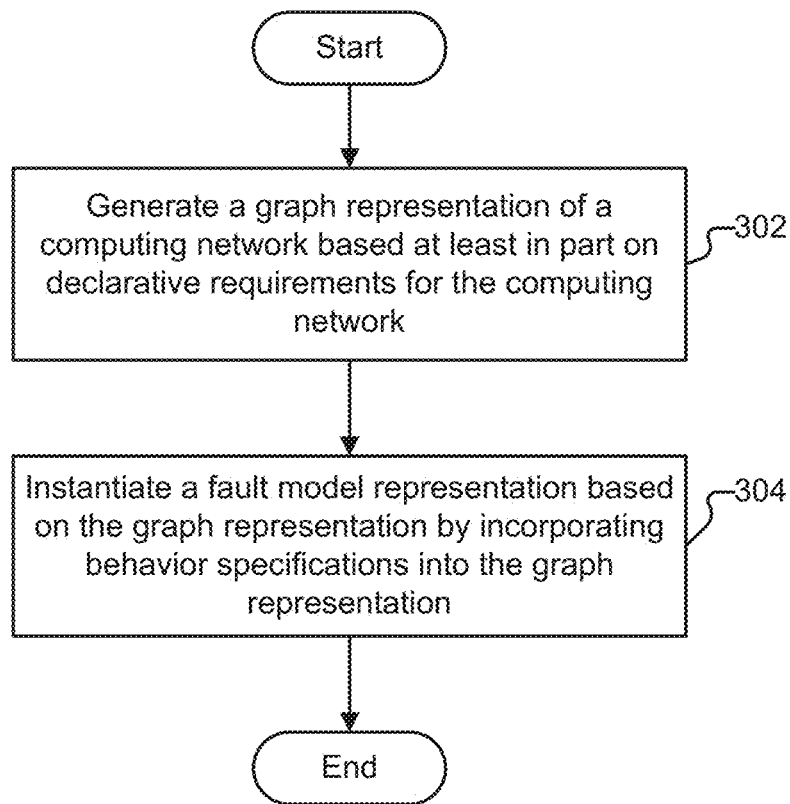 Start
Generate a graph representation of a
computing network based at least in part on
declarative requirements for the computing
network
302
Instantiate a fault model representation based
on the graph representation by incorporating
behavior specifications into the graph
representation
304
End